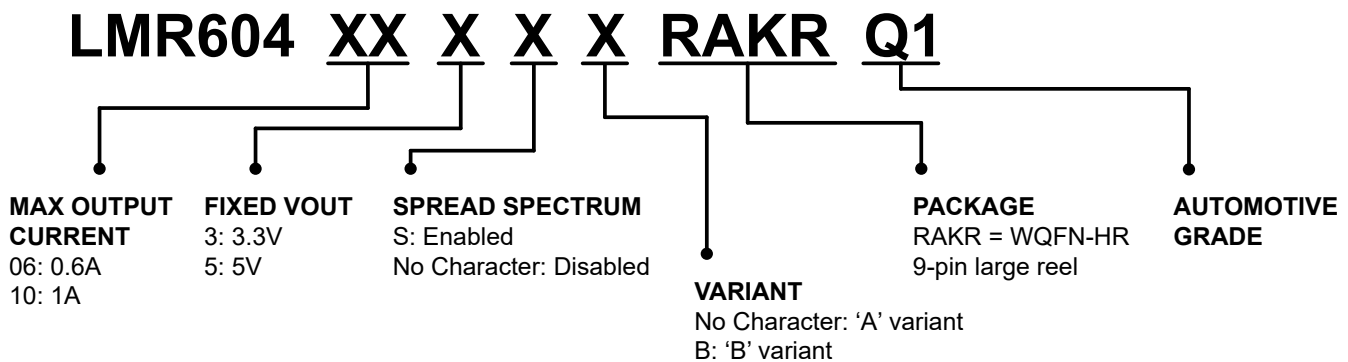 LMR604 XX X X X RAKR Q1
MAX OUTPUT
CURRENT
06: 0.6A
10: 1A
FIXED VOUT
3: 3.3V
5: 5V
SPREAD SPECTRUM
S: Enabled
No Character: Disabled
VARIANT
No Character: ‘A’ variant
B: ‘B’ variant
PACKAGE
RAKR = WQFN-HR
9-pin large reel
AUTOMOTIVE
GRADE